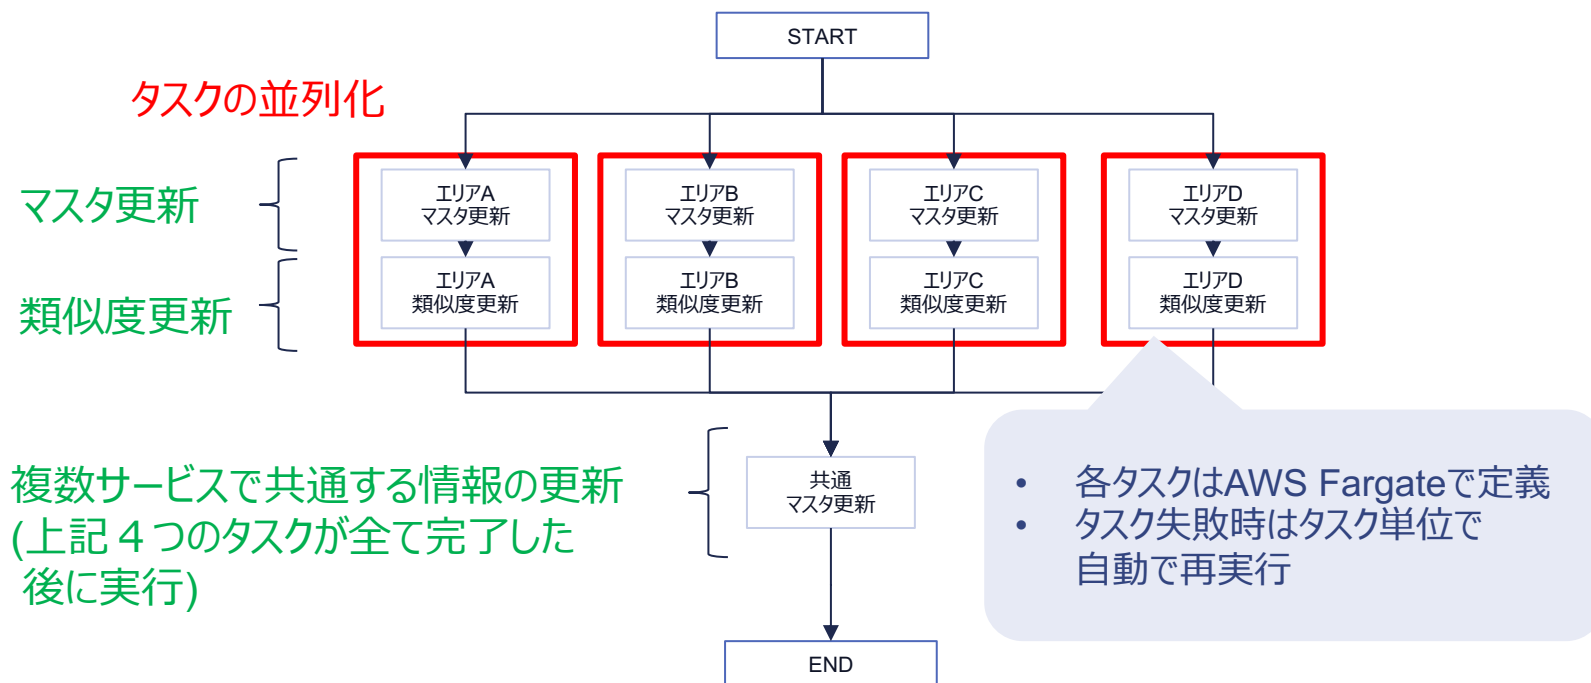 START
タスクの並列化
マスタ更新
エリアA
マスタ更新
エリアB
マスタ更新
エリアC
マスタ更新
エリアD
マスタ更新
類似度更新
エリアA
類似度更新
エリアB
類似度更新
エリアC
類似度更新
エリアD
類似度更新
複数サービスで共通する情報の更新
(上記４つのタスクが全て完了した
後に実行)
共通
マスタ更新
• 各タスクはAWS Fargateで定義
• タスク失敗時はタスク単位で
自動で再実行
END